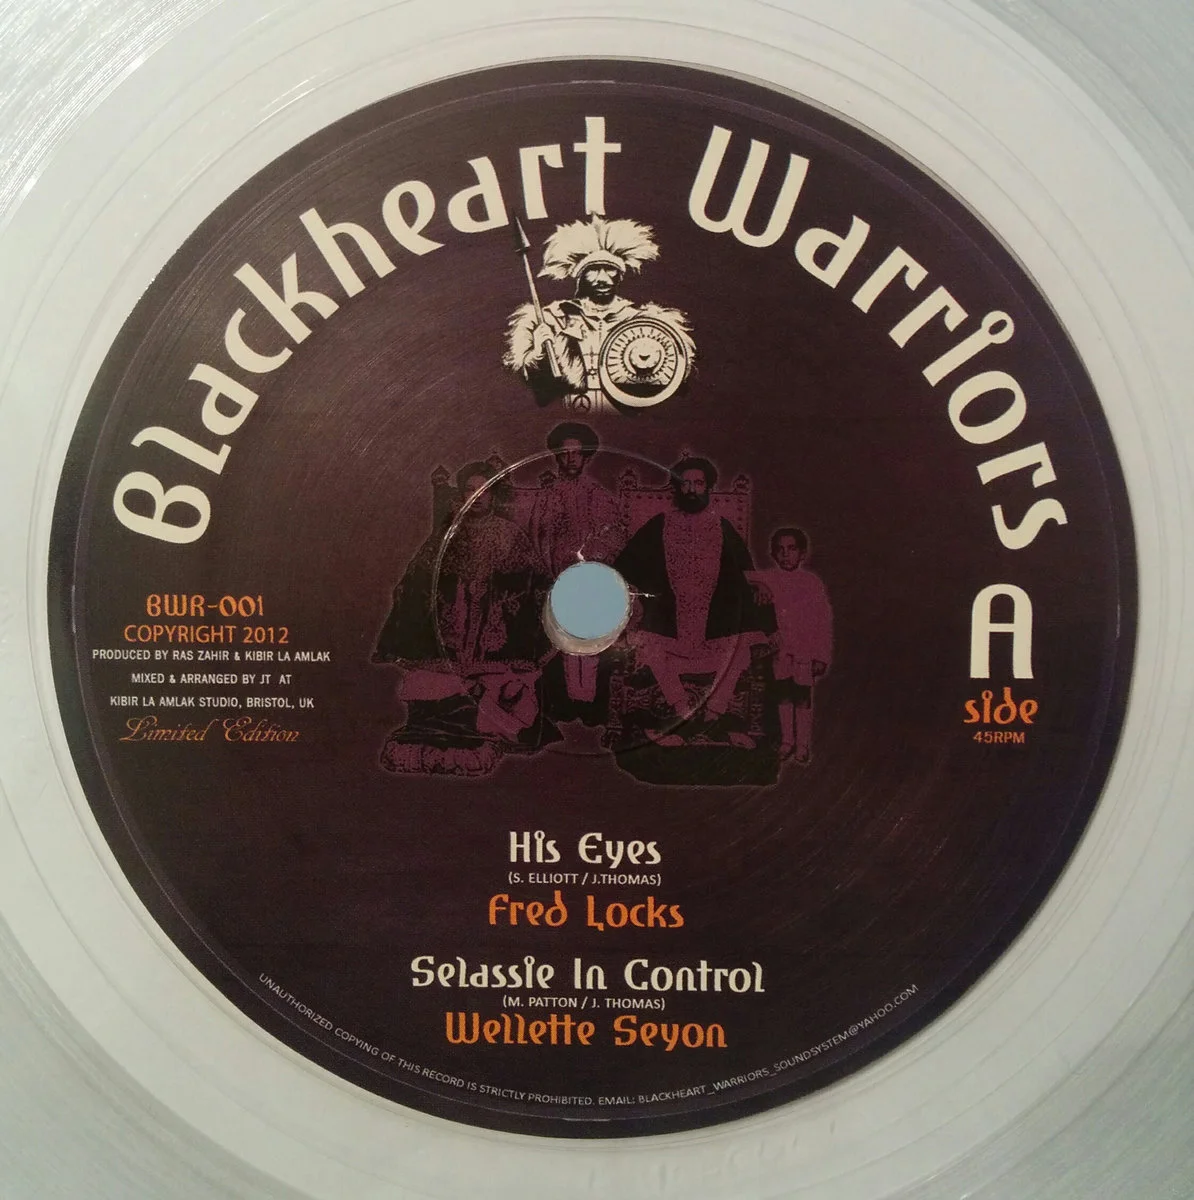 Blackheart Warriors
BWR-001
COPYRIGHT 2012
PRODUCED BY RAS ZAHIR & KIBIR LA AMLAK
MIXED & ARRANGED BY JT AT
KIBIR LA AMLAK STUDIO, BRISTOL, UK
Limited Edition
A
side
45RPM
His Eyes
(S. ELLIOTT / J.THOMAS)
Fred Locks
Selassie In Control
(M. PATTON / J. THOMAS)
Wellette Seyon
UNAUTHORIZED COPYING OF THIS RECORD IS STRICTLY PROHIBITED. EMAIL: BLACKHEART_WARRIORS_SOUNDSYSTEM@YAHOO.COM